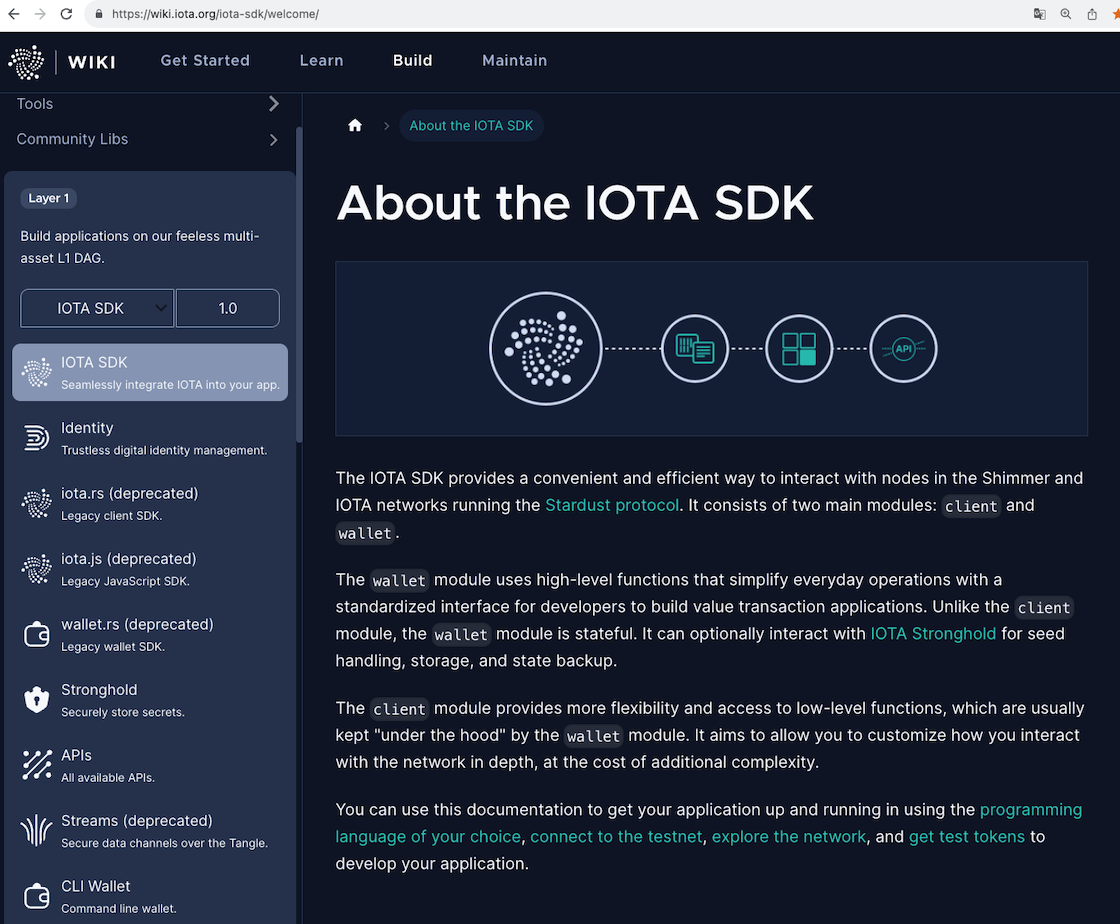 https://wiki.iota.org/iota-sdk/welcome/
WIKI
Get Started
Learn
Build
Maintain
Tools
Community Libs
Layer 1
Build applications on our feeless multi-
asset L1 DAG.
IOTA SDK
1.0
IOTA SDK
Seamlessly integrate IOTA into your app.
Identity
Trustless digital identity management.
iota.rs (deprecated)
Legacy client SDK.
iota.js (deprecated)
Legacy JavaScript SDK.
wallet.rs (deprecated)
Legacy wallet SDK.
Stronghold
Securely store secrets.
APIs
All available APIs.
Streams (deprecated)
Secure data channels over the Tangle.
CLI Wallet
Command line wallet.
About the IOTA SDK
About the IOTA SDK
API
The IOTA SDK provides a convenient and efficient way to interact with nodes in the Shimmer and
IOTA networks running the Stardust protocol. It consists of two main modules: client and
wallet.
The wallet module uses high-level functions that simplify everyday operations with a
standardized interface for developers to build value transaction applications. Unlike the client
module, the wallet module is stateful. It can optionally interact with IOTA Stronghold for seed
handling, storage, and state backup.
The client module provides more flexibility and access to low-level functions, which are usually
kept "under the hood" by the wallet module. It aims to allow you to customize how you interact
with the network in depth, at the cost of additional complexity.
You can use this documentation to get your application up and running in using the programming
language of your choice, connect to the testnet, explore the network, and get test tokens to
develop your application.